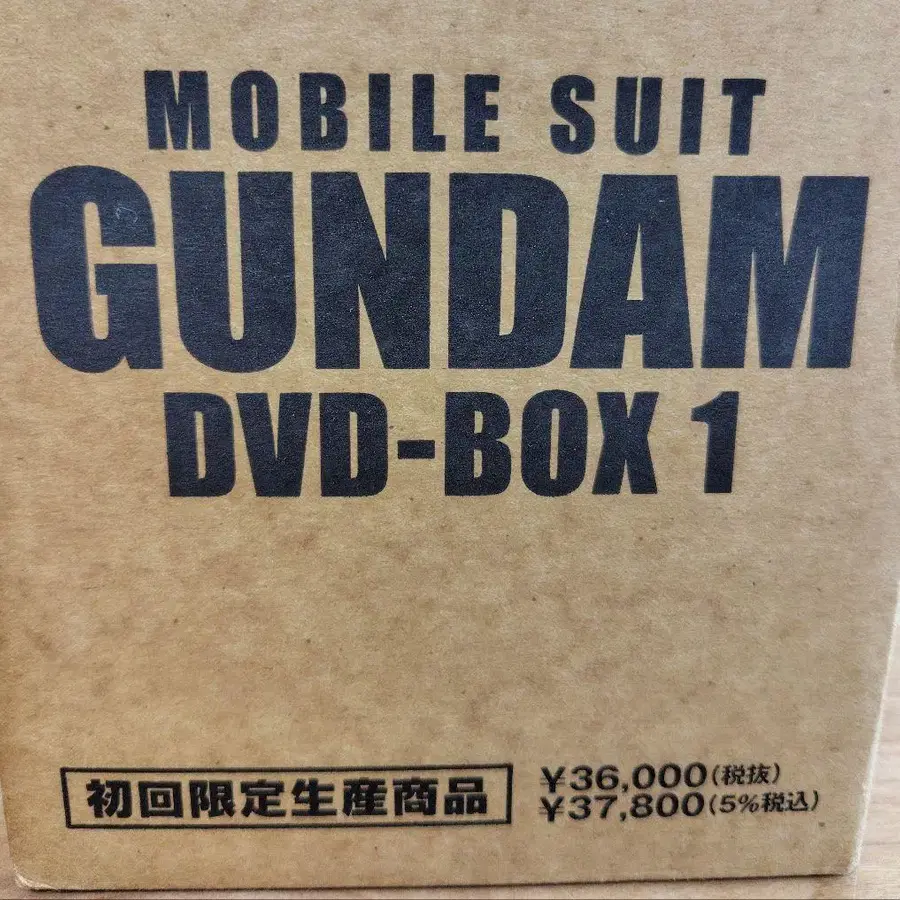 MOBILE SUIT
GUNDAM
DVD-BOX 1
初回限定生産商品
¥36,000(税抜)
¥37,800(5%税込)